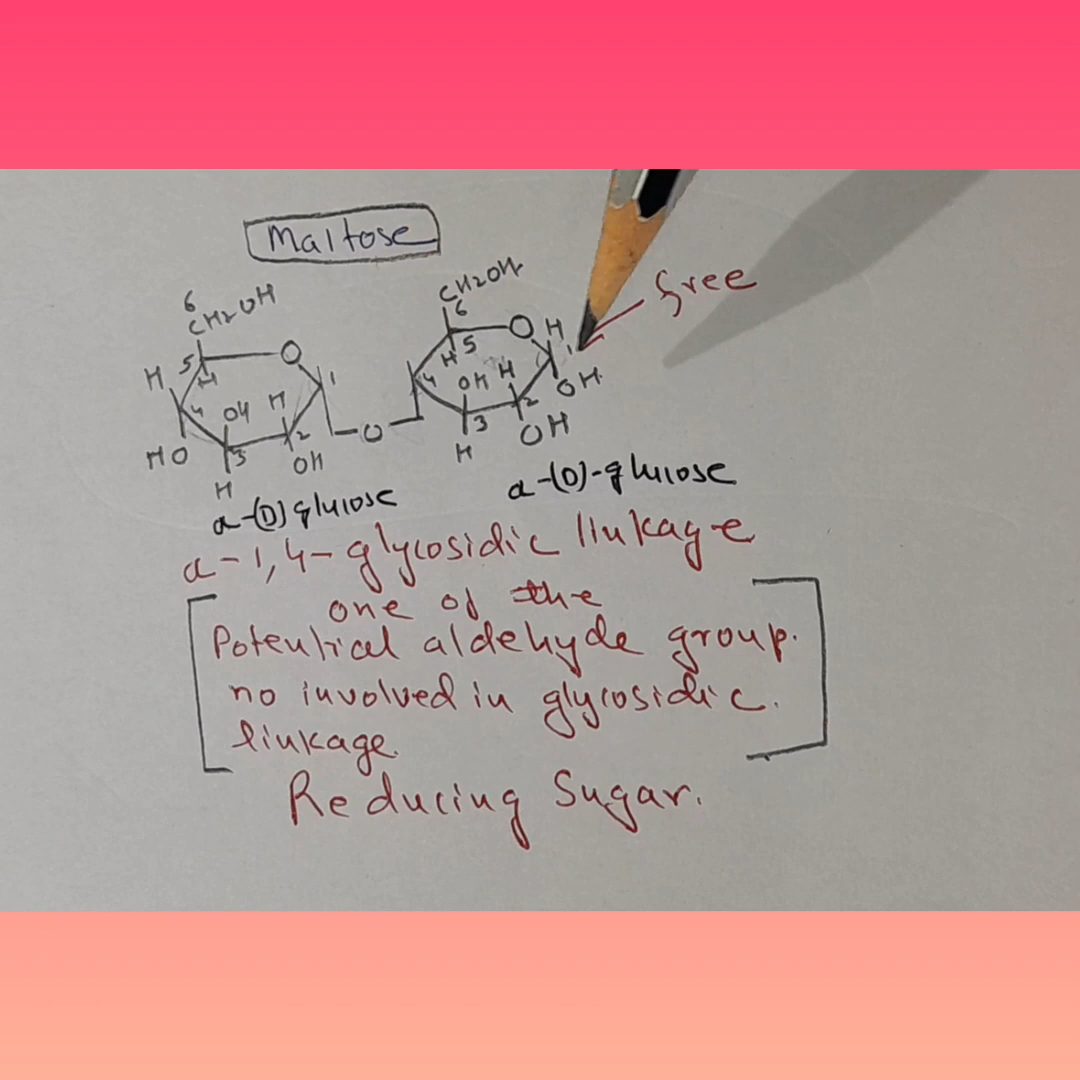 Maltose
free
6
CH2OH
6
CH2OH
5
O
H
H
4
OH
H
1
HO
3
2
OH
H
O
5
O
H
1
H
4
OH
H
2
OH
3
OH
H
α-(D) glucose
α-(D)-glucose
α-1,4-glycosidic linkage
one of the
Potential aldehyde group.
no involved in glycosidic.
linkage.
Reducing Sugar.